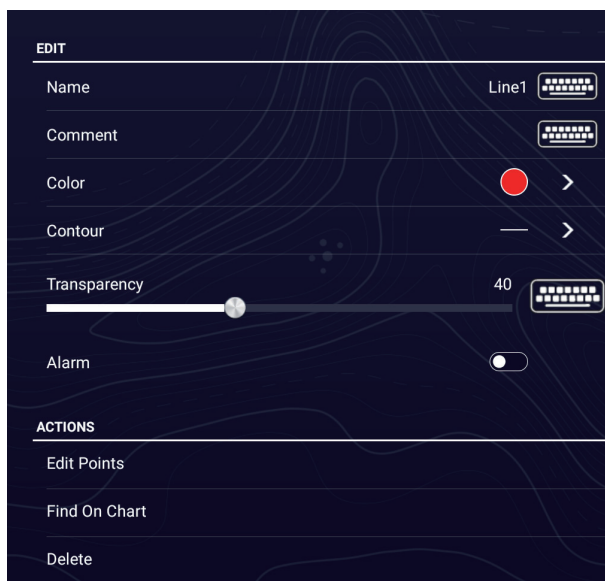 EDIT
Name Line1
Comment
Color
Contour
Transparency 40
Alarm
ACTIONS
Edit Points
Find On Chart
Delete